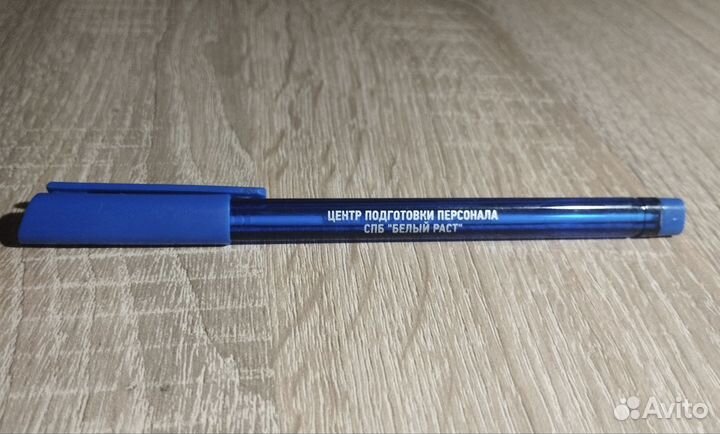 ЦЕНТР ПОДГОТОВКИ ПЕРСОНАЛА
СПБ "БЕЛЫЙ РАСТ"
Avito